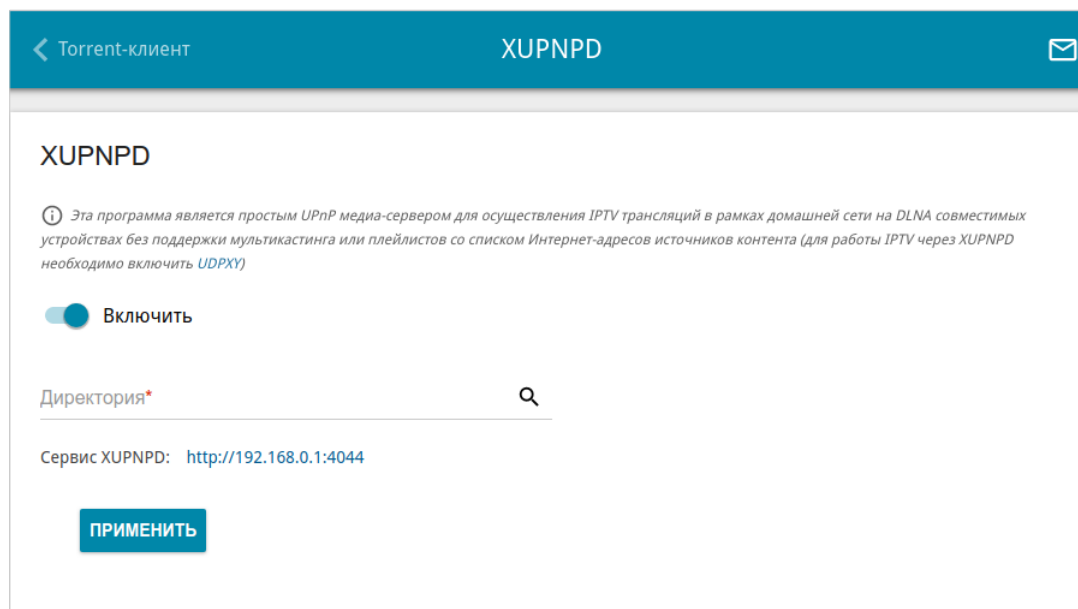 Torrent-клиент
XUPNPD
XUPNPD
Эта программа является простым UPnP медиа-сервером для осуществления IPTV трансляций в рамках домашней сети на DLNA совместимых
устройствах без поддержки мультикастинга или плейлистов со списком Интернет-адресов источников контента (для работы IPTV через XUPNPD
необходимо включить UDPXY)
Включить
Директория*
Сервис XUPNPD: http://192.168.0.1:4044
ПРИМЕНИТЬ